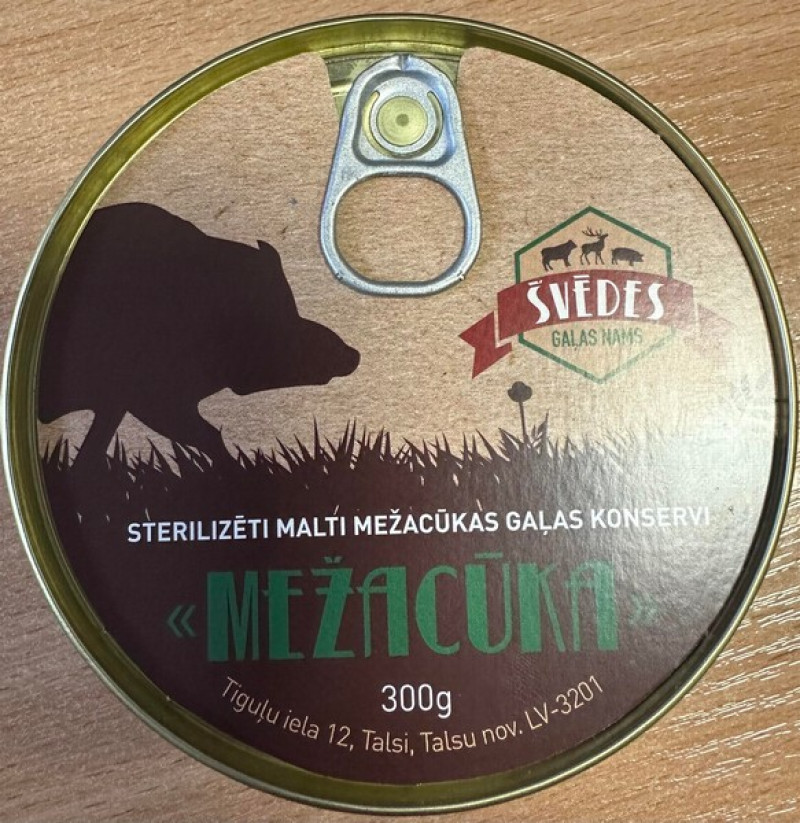 ŠVĒDES
GAĻAS NAMS
STERILIZĒTI MALTI MEŽACŪKAS GAĻAS KONSERVI
«MEŽACŪKA»
300g
Tiguļu iela 12, Talsi, Talsu nov. LV-3201